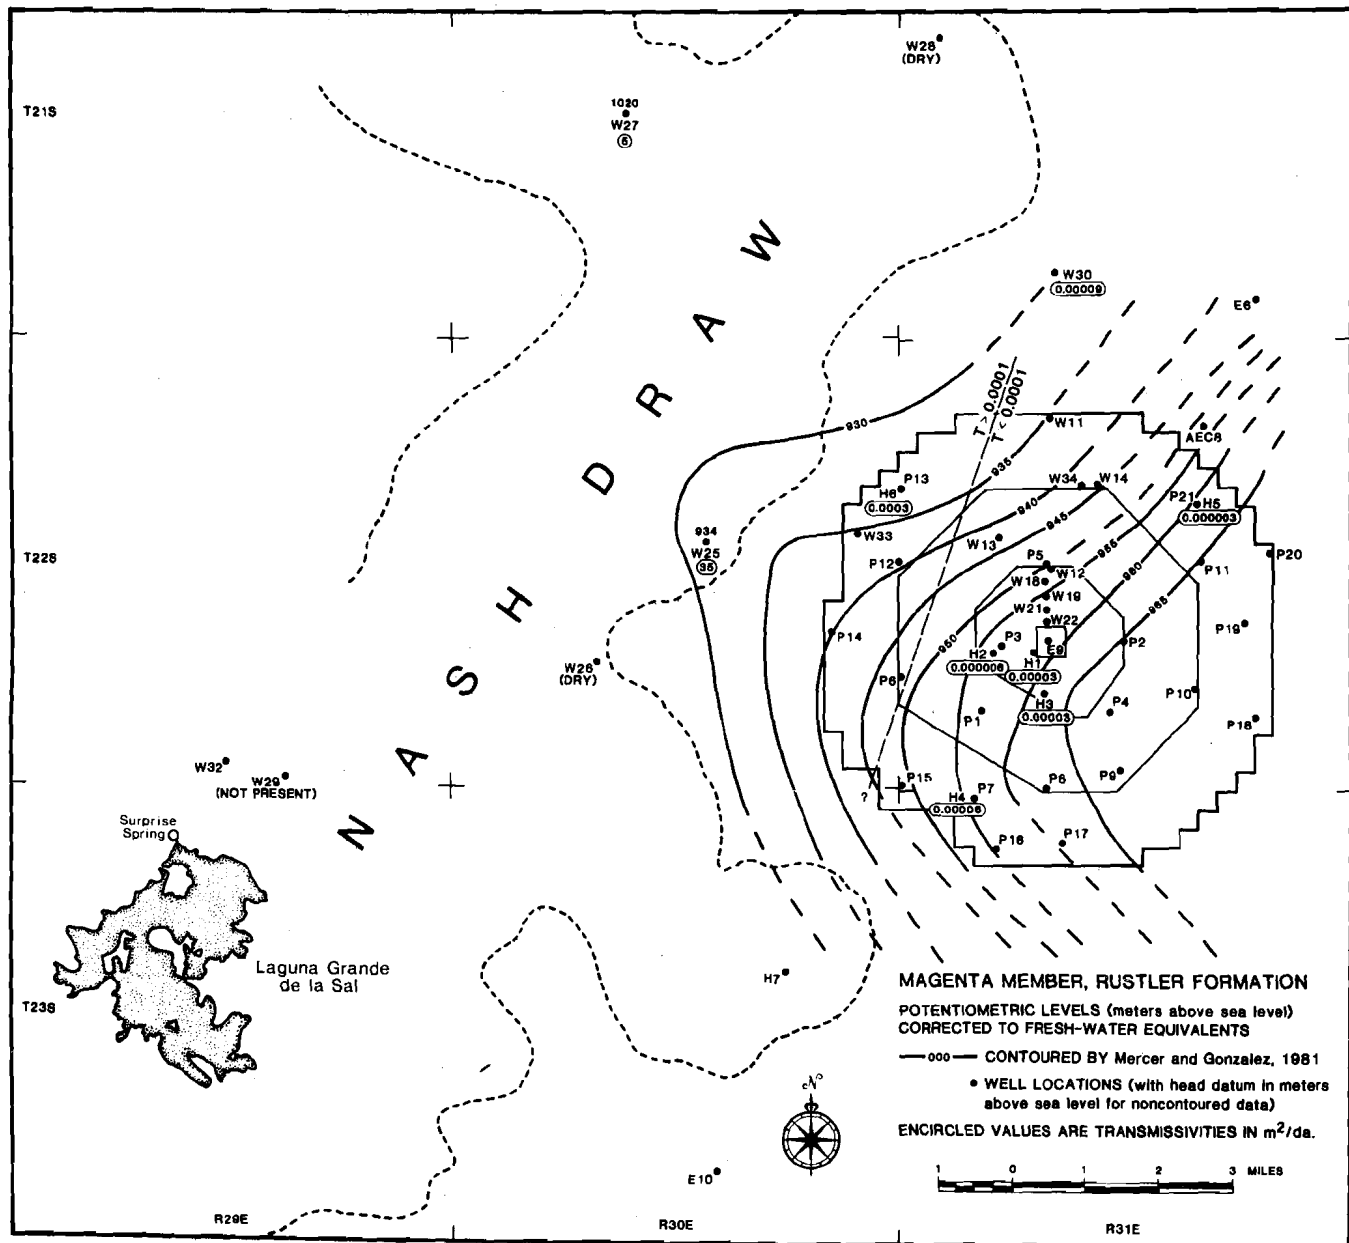 W28
(DRY)
T21S
1020
W27
5
W30
0.00009
E6
NASH DRAW
T > 0.0001
T < 0.0001
930
W11
AEC8
935
P13
H6
0.0003
W34
W14
P21
H5
0.000003
940
945
934
W25
35
T22S
W33
W13
P12
P5
W12
955
960
P11
P20
W18
W19
965
W21
W22
P14
950
P3
E9
P2
P19
H2
H1
0.000006
0.00003
W26
(DRY)
P6
P10
H3
0.00003
P1
P4
P18
W32
W29
(NOT PRESENT)
P15
P9
P8
?
H4
P7
0.00006
Surprise
Spring
P16
P17
Laguna Grande
de la Sal
H7
T23S
MAGENTA MEMBER, RUSTLER FORMATION
POTENTIOMETRIC LEVELS (meters above sea level)
CORRECTED TO FRESH-WATER EQUIVALENTS
000 CONTOURED BY Mercer and Gonzalez, 1981
N
• WELL LOCATIONS (with head datum in meters
above sea level for noncontoured data)
ENCIRCLED VALUES ARE TRANSMISSIVITIES IN m²/da.
E10
1 0 1 2 3 MILES
R29E
R30E
R31E